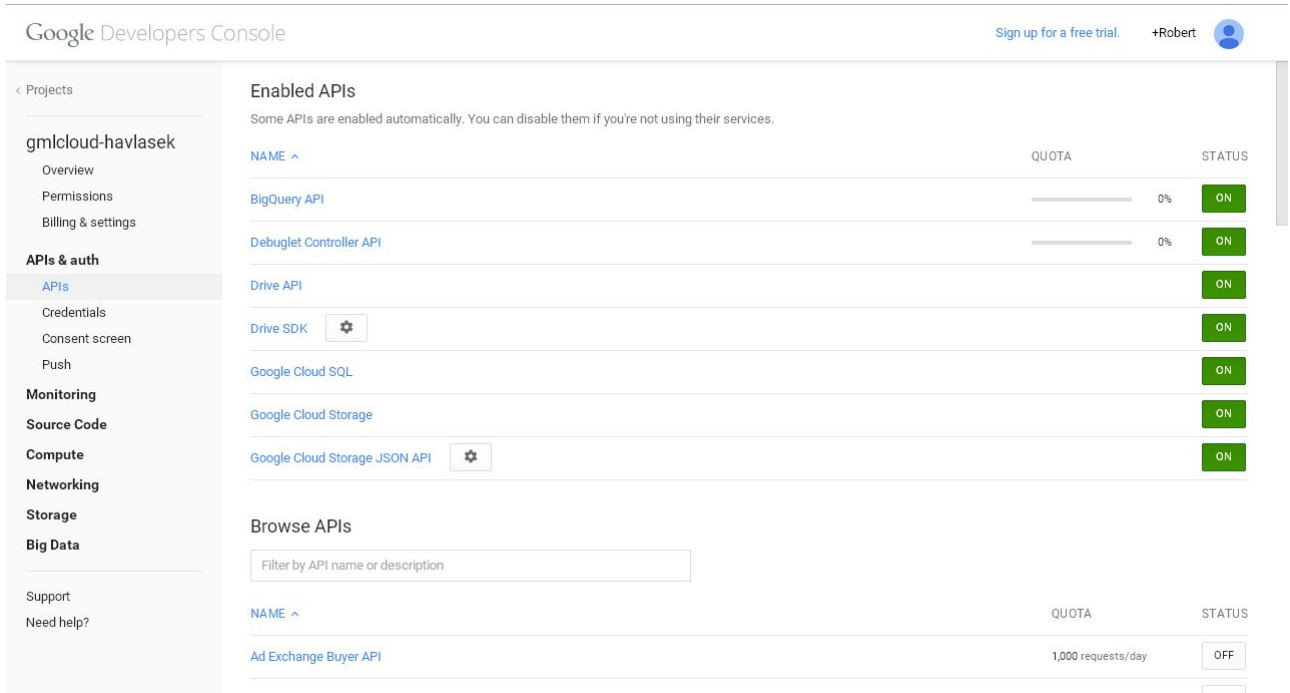 Google Developers Console
Sign up for a free trial.
+Robert
< Projects
gmlcloud-havlasek
Overview
Permissions
Billing & settings
APIs & auth
APIs
Credentials
Consent screen
Push
Monitoring
Source Code
Compute
Networking
Storage
Big Data
Support
Need help?
Enabled APIs
Some APIs are enabled automatically. You can disable them if you're not using their services.
NAME QUOTA STATUS
BigQuery API 0% ON
Debuglet Controller API 0% ON
Drive API ON
Drive SDK ON
Google Cloud SQL ON
Google Cloud Storage ON
Google Cloud Storage JSON API ON
Browse APIs
Filter by API name or description
NAME QUOTA STATUS
Ad Exchange Buyer API 1,000 requests/day OFF